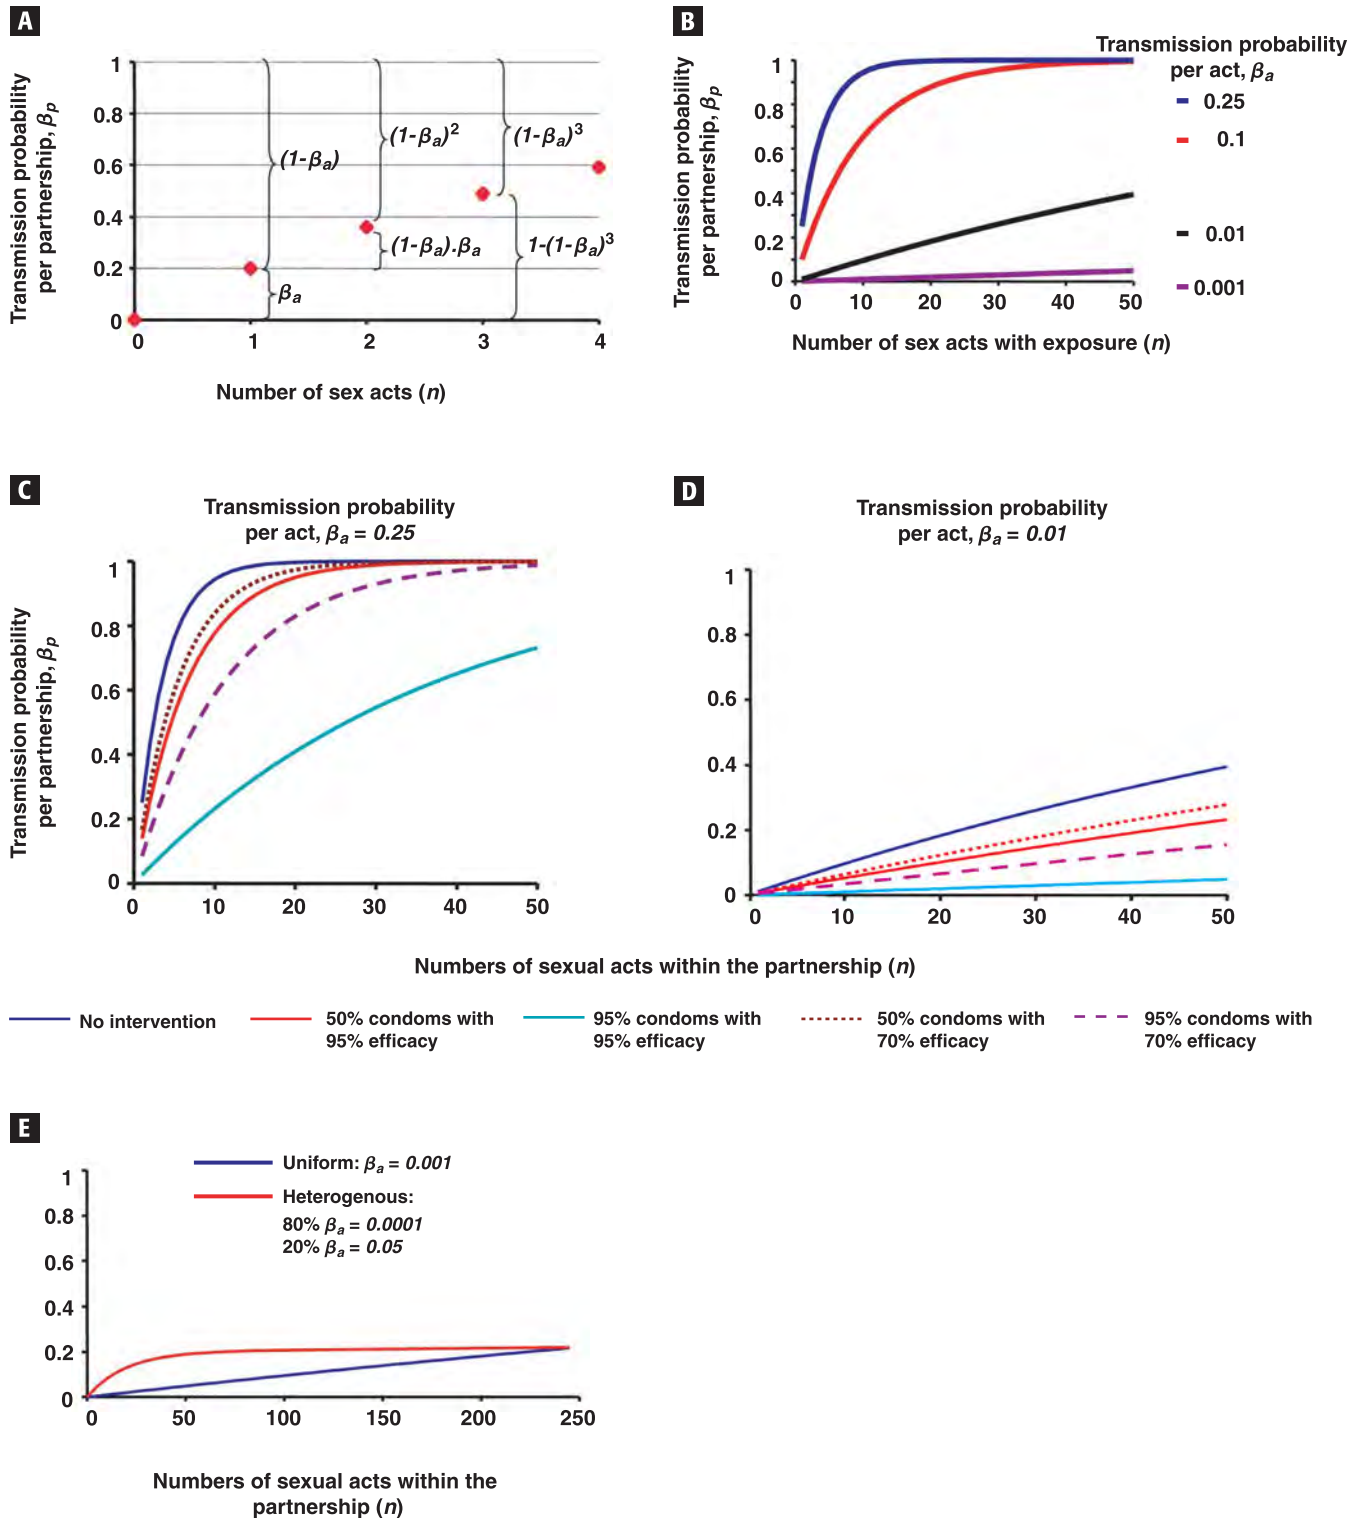 A
Transmission probability
per partnership, βp
1
0.8
0.6
0.4
0.2
0
(1-βa)
βa
(1-βa)2
(1-βa).βa
(1-βa)3
1-(1-βa)3
0 1 2 3 4
Number of sex acts (n)
B
Transmission probability
per partnership, βp
1
0.8
0.6
0.4
0.2
0
0 10 20 30 40 50
Number of sex acts with exposure (n)
Transmission probability
per act, βa
0.25
0.1
0.01
0.001
C
Transmission probability
per act, βa = 0.25
Transmission probability
per partnership, βp
1
0.8
0.6
0.4
0.2
0
0 10 20 30 40 50
D
Transmission probability
per act, βa = 0.01
1
0.8
0.6
0.4
0.2
0
0 10 20 30 40 50
Numbers of sexual acts within the partnership (n)
No intervention
50% condoms with
95% efficacy
95% condoms with
95% efficacy
50% condoms with
70% efficacy
95% condoms with
70% efficacy
E
Uniform: βa = 0.001
Heterogenous:
80% βa = 0.0001
20% βa = 0.05
1
0.8
0.6
0.4
0.2
0
0 50 100 150 200 250
Numbers of sexual acts within the
partnership (n)